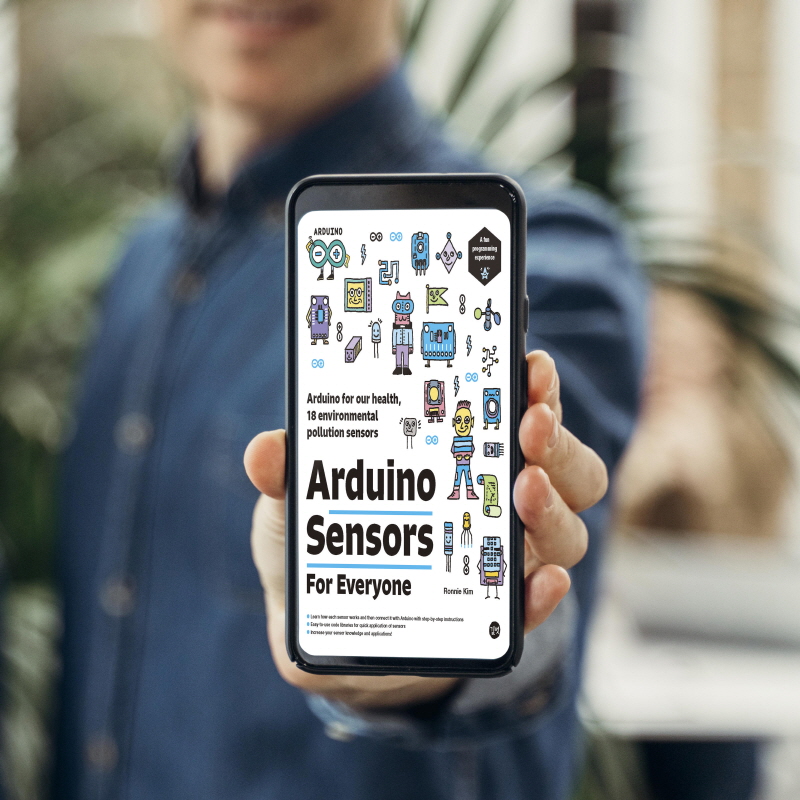 ARDUINO
A fun
programming
experience
Arduino for our health,
18 environmental
pollution sensors
Arduino
Sensors
For Everyone
Ronnie Kim
Learn how each sensor works and then connect it with Arduino with step-by-step instructions
Easy-to-use code libraries for quick application of sensors
Increase your sensor knowledge and applications!